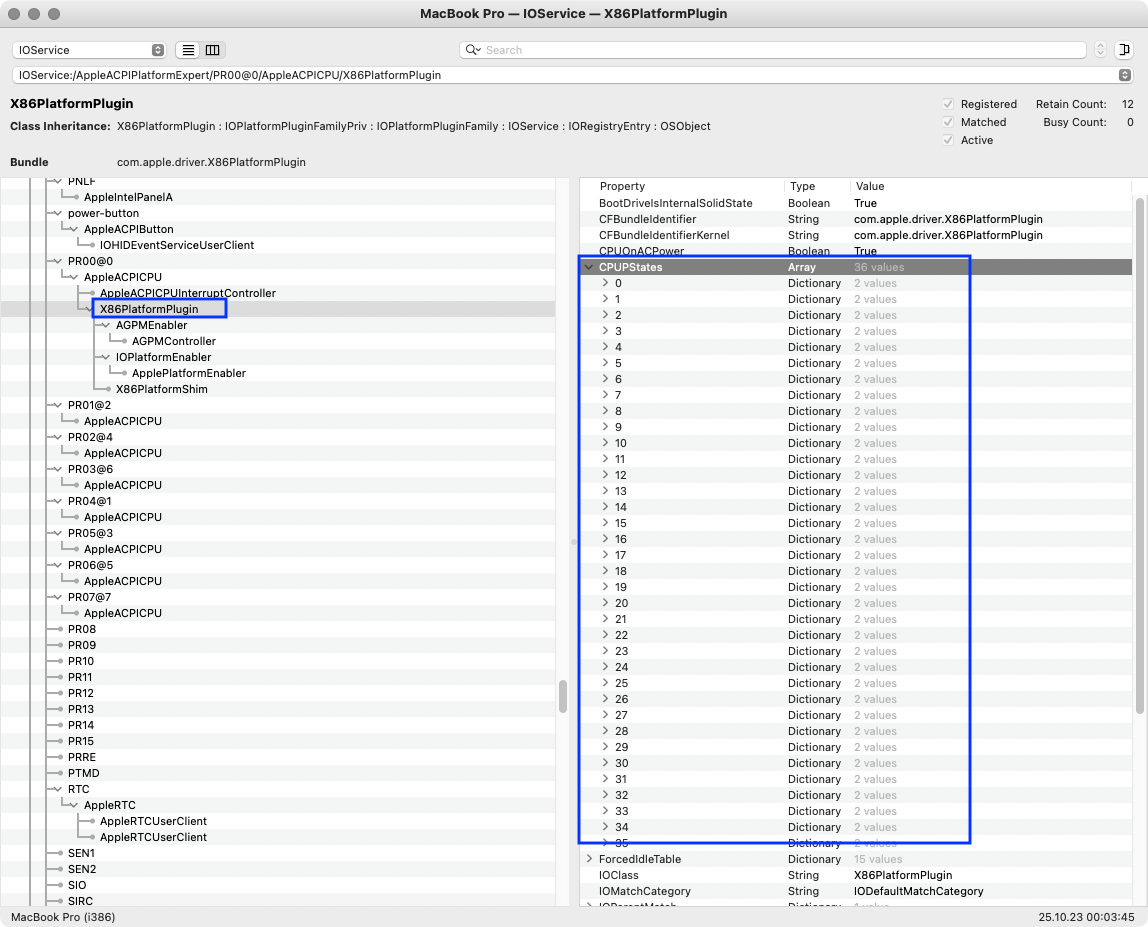 MacBook Pro — IOService — X86PlatformPlugin
IOService
Search
IOService:/AppleACPIPlatformExpert/PR00@0/AppleACPICPU/X86PlatformPlugin
X86PlatformPlugin
Class Inheritance: X86PlatformPlugin : IOPlatformPluginFamilyPriv : IOPlatformPluginFamily : IOService : IORegistryEntry : OSObject
Bundle com.apple.driver.X86PlatformPlugin
Registered Retain Count: 12
Matched Busy Count: 0
Active
PNLF
AppleIntelPanelA
power-button
AppleACPIButton
IOHIDEventServiceUserClient
PR00@0
AppleACPICPU
AppleACPICPUInterruptController
X86PlatformPlugin
AGPMEnabler
AGPMController
IOPlatformEnabler
ApplePlatformEnabler
X86PlatformShim
PR01@2
AppleACPICPU
PR02@4
AppleACPICPU
PR03@6
AppleACPICPU
PR04@1
AppleACPICPU
PR05@3
AppleACPICPU
PR06@5
AppleACPICPU
PR07@7
AppleACPICPU
PR08
PR09
PR10
PR11
PR12
PR13
PR14
PR15
PRRE
PTMD
RTC
AppleRTC
AppleRTCUserClient
AppleRTCUserClient
SEN1
SEN2
SIO
SIRC
Property Type Value
BootDriveIsInternalSolidState Boolean True
CFBundleIdentifier String com.apple.driver.X86PlatformPlugin
CFBundleIdentifierKernel String com.apple.driver.X86PlatformPlugin
CPUOnACPower Boolean True
CPUPStates Array 36 values
0 Dictionary 2 values
1 Dictionary 2 values
2 Dictionary 2 values
3 Dictionary 2 values
4 Dictionary 2 values
5 Dictionary 2 values
6 Dictionary 2 values
7 Dictionary 2 values
8 Dictionary 2 values
9 Dictionary 2 values
10 Dictionary 2 values
11 Dictionary 2 values
12 Dictionary 2 values
13 Dictionary 2 values
14 Dictionary 2 values
15 Dictionary 2 values
16 Dictionary 2 values
17 Dictionary 2 values
18 Dictionary 2 values
19 Dictionary 2 values
20 Dictionary 2 values
21 Dictionary 2 values
22 Dictionary 2 values
23 Dictionary 2 values
24 Dictionary 2 values
25 Dictionary 2 values
26 Dictionary 2 values
27 Dictionary 2 values
28 Dictionary 2 values
29 Dictionary 2 values
30 Dictionary 2 values
31 Dictionary 2 values
32 Dictionary 2 values
33 Dictionary 2 values
34 Dictionary 2 values
35 Dictionary 2 values
ForcedIdleTable Dictionary 15 values
IOClass String X86PlatformPlugin
IOMatchCategory String IODefaultMatchCategory
IOParentMatch Dictionary 1 value
MacBook Pro (i386) 25.10.23 00:03:45